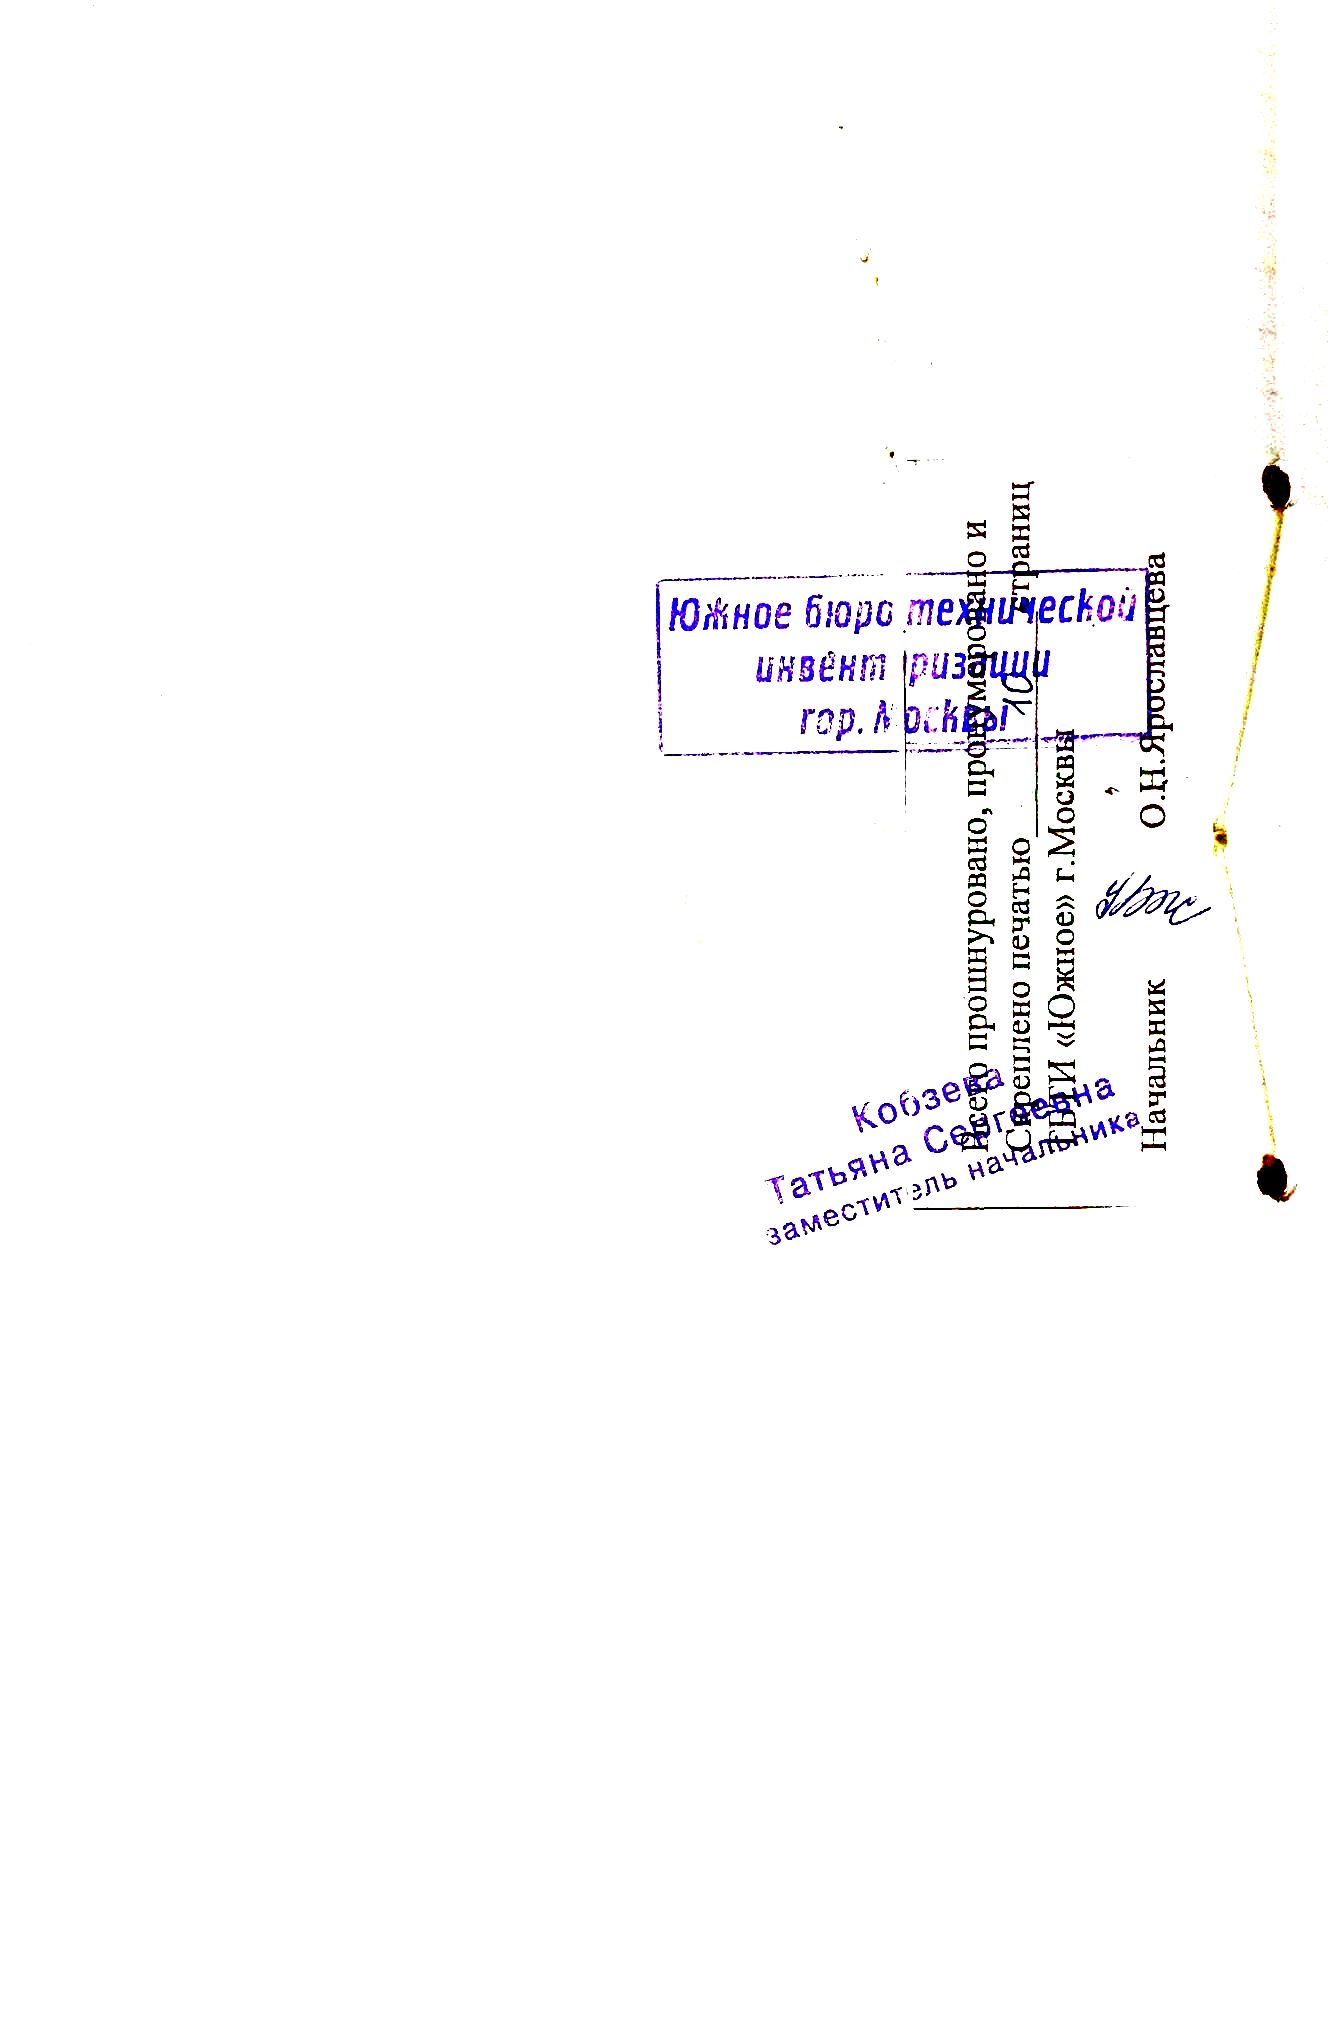 Южное бюро технической
инвентаризации
гор. Москвы
Всего прошнуровано, пронумеровано и
Скреплено печатью 10 страниц
ТБТИ «Южное» г.Москвы
Начальник О.Н.Ярославцева
Кобзева
Татьяна Сергеевна
заместитель начальника